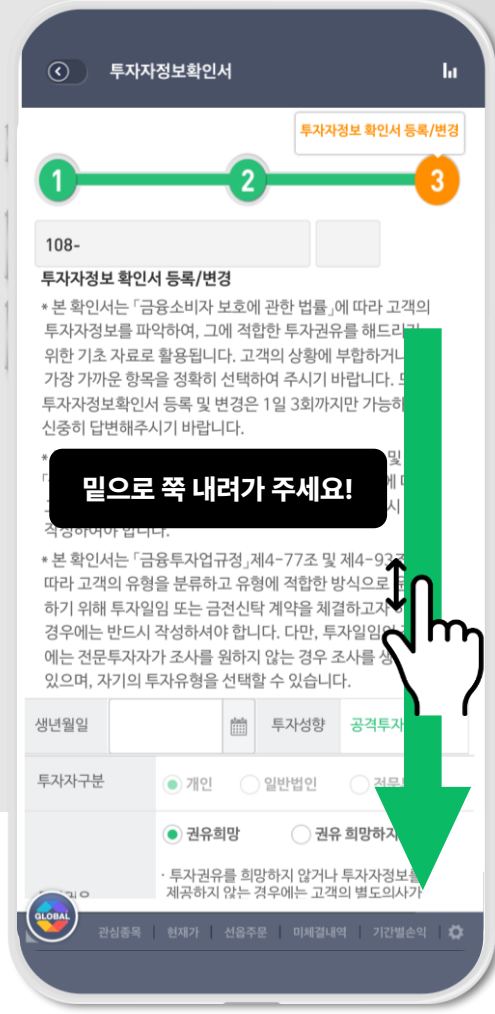 투자자정보확인서
투자자정보 확인서 등록/변경
1
2
3
108-
투자자정보 확인서 등록/변경
* 본 확인서는 「금융소비자 보호에 관한 법률」에 따라 고객의
투자자정보를 파악하여, 그에 적합한 투자권유를 해드리기
위한 기초 자료로 활용됩니다. 고객의 상황에 부합하거나
가장 가까운 항목을 정확히 선택하여 주시기 바랍니다.
투자자정보확인서 등록 및 변경은 1일 3회까지만 가능하
신중히 답변해주시기 바랍니다.
및
밑으로 쭉 내려가 주세요!
시
작성하여야 합니다.
* 본 확인서는 「금융투자업규정」제4-77조 및 제4-93조
따라 고객의 유형을 분류하고 유형에 적합한 방식으로
하기 위해 투자일임 또는 금전신탁 계약을 체결하고자
경우에는 반드시 작성하셔야 합니다. 다만, 투자일임
에는 전문투자자가 조사를 원하지 않는 경우 조사를
있으며, 자기의 투자유형을 선택할 수 있습니다.
생년월일
투자성향
공격투자
투자자구분
개인
일반법인
전문
권유희망
권유 희망하지
· 투자권유를 희망하지 않거나 투자자정보를
제공하지 않는 경우에는 고객의 별도의사가
GLOBAL
관심종목
현재가
선옵주문
미체결내역
기간별손익